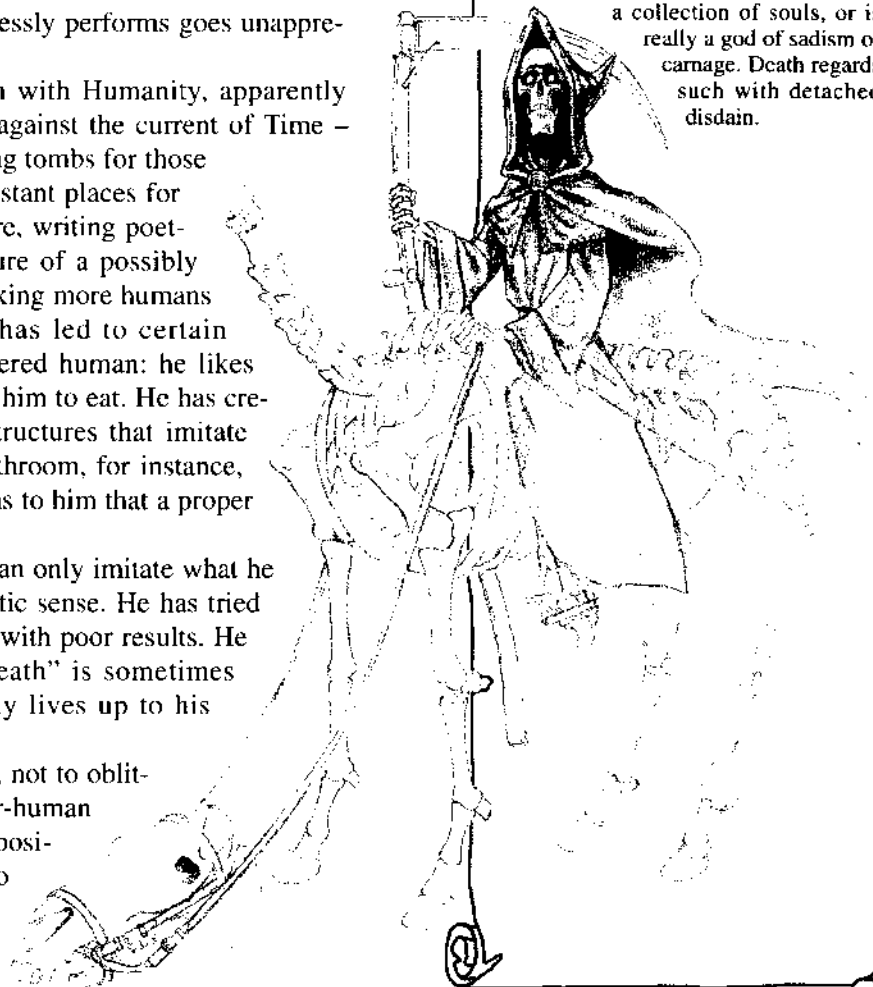 lessly performs goes unappre-
with Humanity, apparently
against the current of Time –
g tombs for those
stant places for
re, writing poet-
ure of a possibly
king more humans
has led to certain
ered human: he likes
him to eat. He has cre-
tructures that imitate
throom, for instance,
s to him that a proper
an only imitate what he
tic sense. He has tried
with poor results. He
eath” is sometimes
y lives up to his
, not to oblit-
r-human
posi-
a collection of souls, or is
really a god of sadism o
carnage. Death regards
such with detached
disdain.